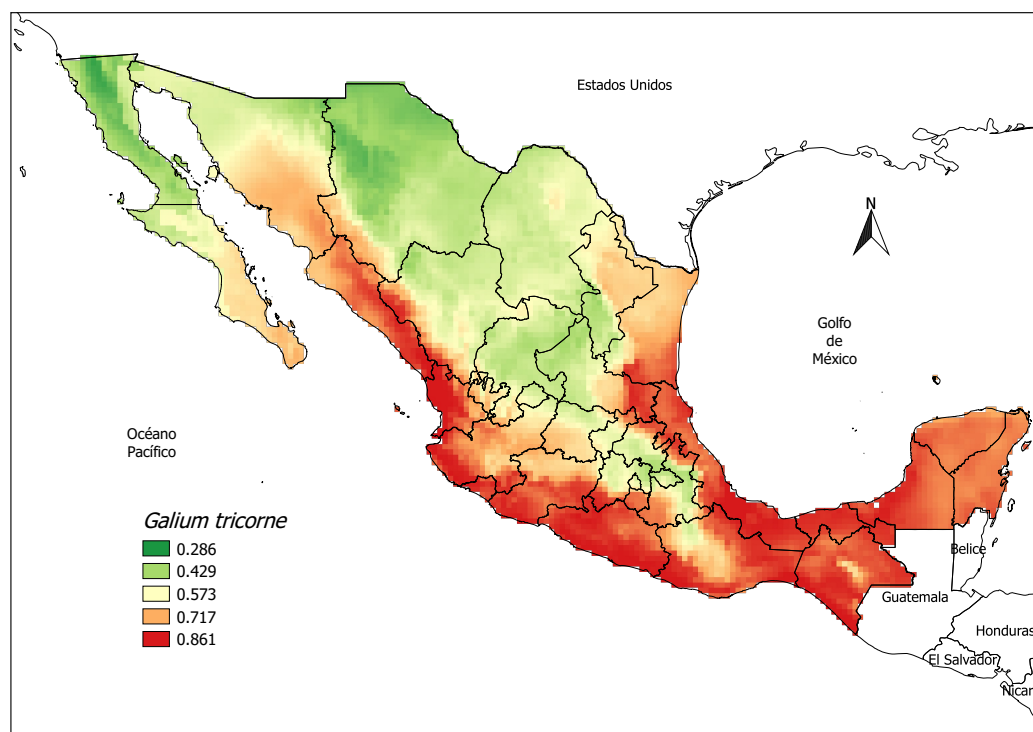 Estados Unidos
N
Golfo
de
México
Océano
Pacífico
Galium tricorne
0.286
0.429
0.573
0.717
0.861
Belice
Guatemala
Honduras
El Salvador
Nicar